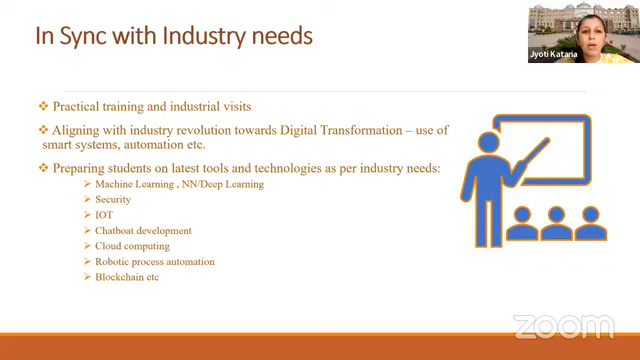 In Sync with Industry needs
Jyoti Kataria
❖ Practical training and industrial visits
❖ Aligning with industry revolution towards Digital Transformation – use of
smart systems, automation etc.
❖ Preparing students on latest tools and technologies as per industry needs:
➢ Machine Learning , NN/Deep Learning
➢ Security
➢ IOT
➢ Chatboat development
➢ Cloud computing
➢ Robotic process automation
➢ Blockchain etc
zoom